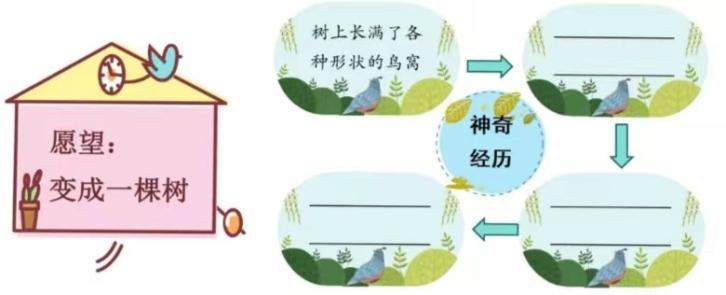 愿望：
变成一棵树
树上长满了各
种形状的鸟窝
神奇
经历